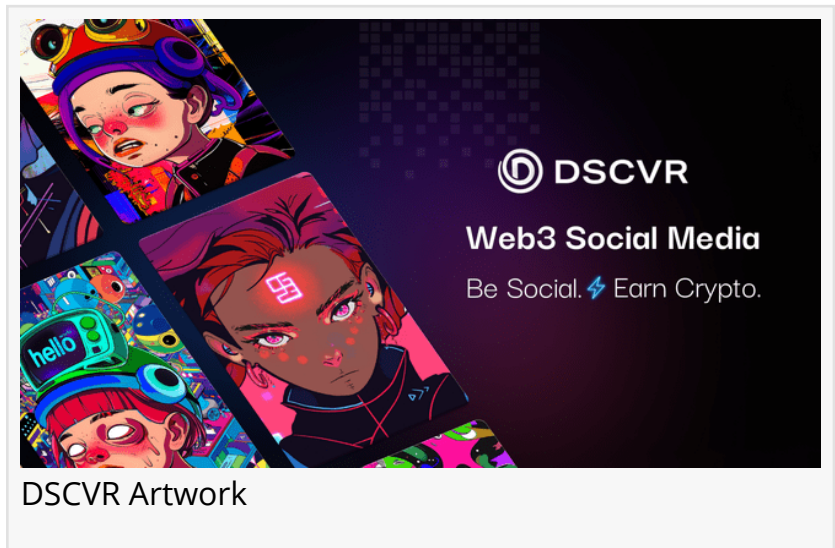 DSCVR
Web3 Social Media
Be Social. Earn Crypto.
hello
DSCVR Artwork